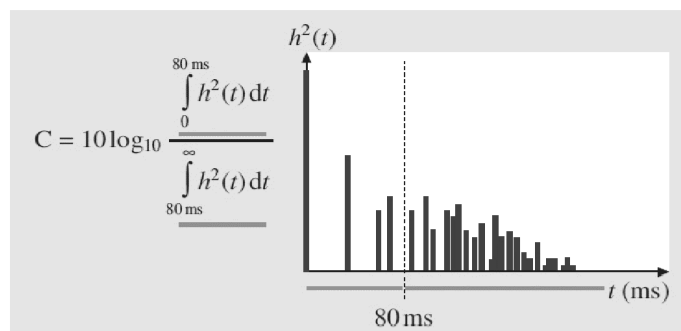 C = 10 log₁₀
80 ms
∫ h²(t) dt
0
∞
∫ h²(t) dt
80 ms
h²(t)
t (ms)
80 ms